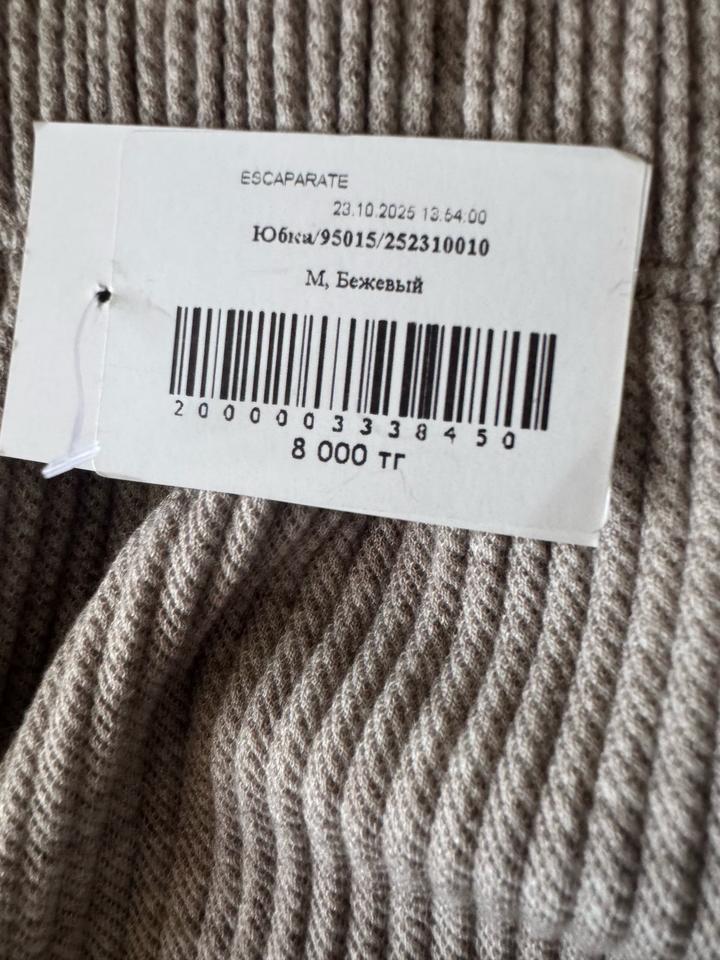 ESCAPARATE
23.10.2025 13:54:00
Юбка/95015/252310010
M, Бежевый
2000003338450
8 000 тг